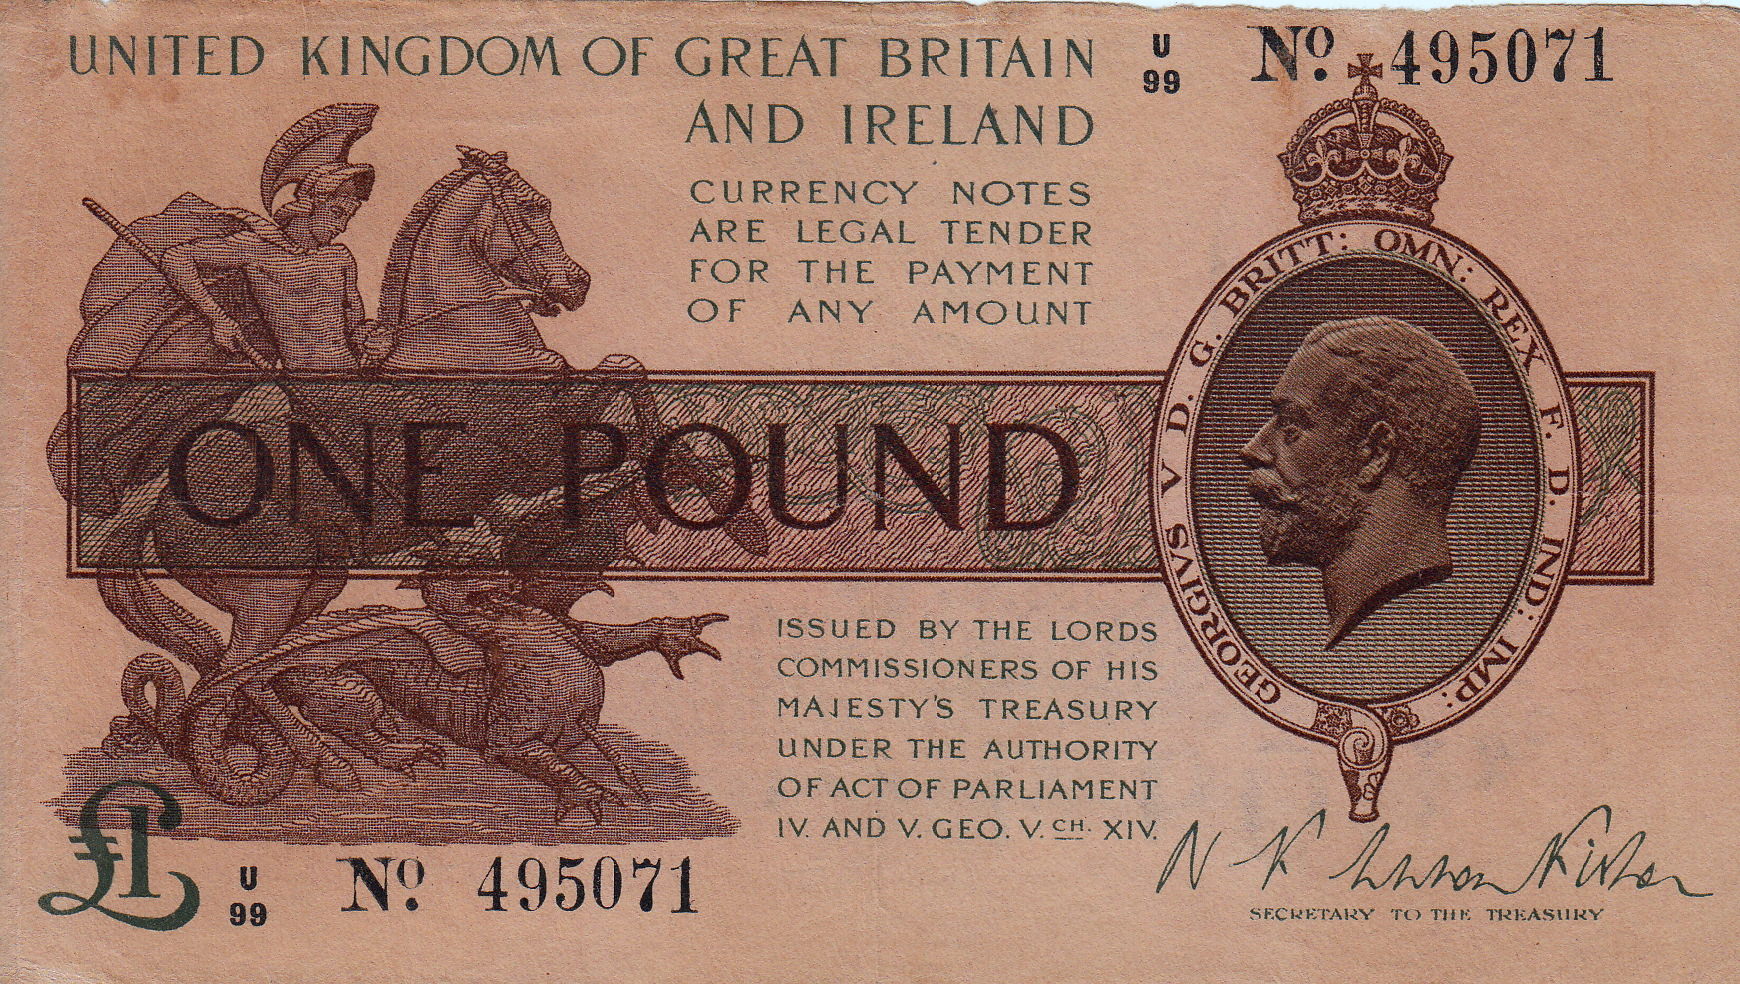 UNITED KINGDOM OF GREAT BRITAIN
AND IRELAND
U
99
Nº. 495071
CURRENCY NOTES
ARE LEGAL TENDER
FOR THE PAYMENT
OF ANY AMOUNT
GEORGIVS V D. G. BRITT: OMN: REX F. D. IND: IMP:
ONE POUND
ISSUED BY THE LORDS
COMMISSIONERS OF HIS
MAJESTY'S TREASURY
UNDER THE AUTHORITY
OF ACT OF PARLIAMENT
IV. AND V. GEO. V. CH. XIV.
£1
U
99
Nº. 495071
N K Warren Fisher
SECRETARY TO THE TREASURY